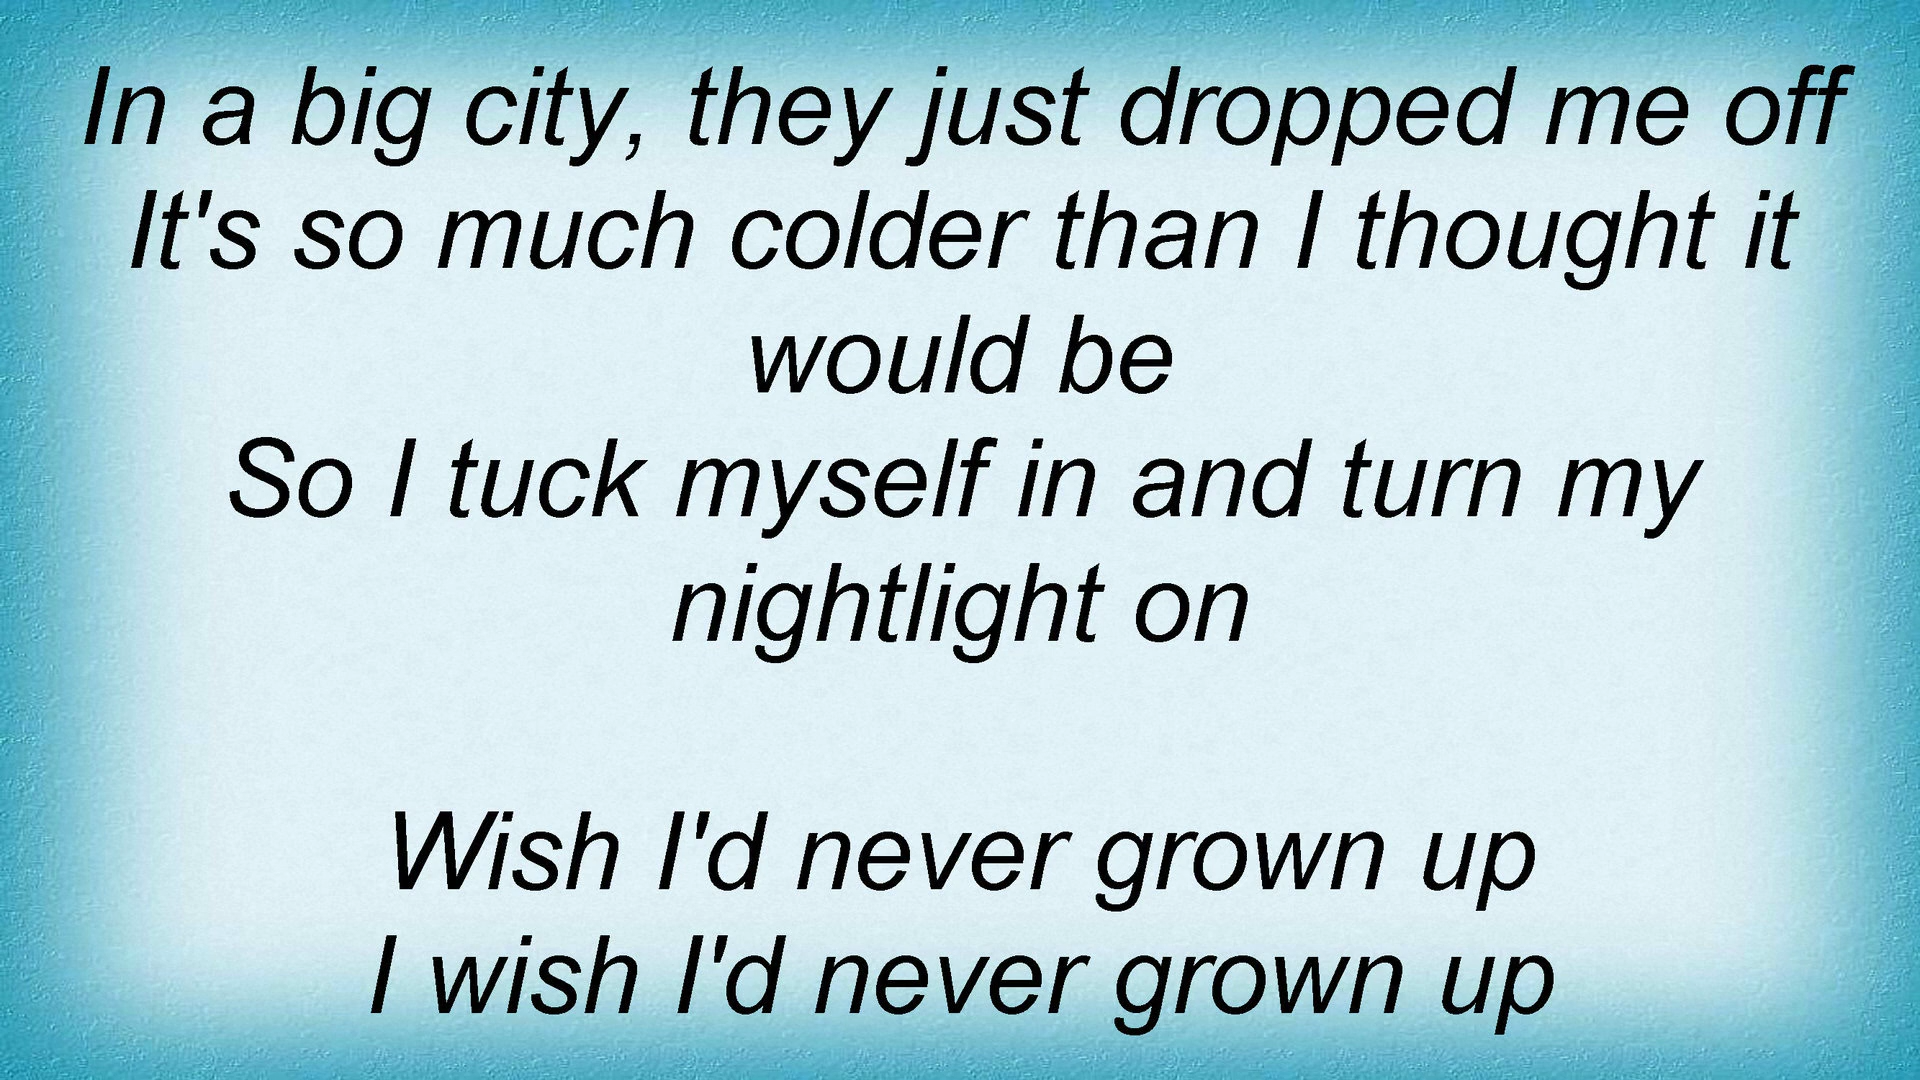 In a big city, they just dropped me off
It's so much colder than I thought it
would be
So I tuck myself in and turn my
nightlight on
Wish I'd never grown up
I wish I'd never grown up